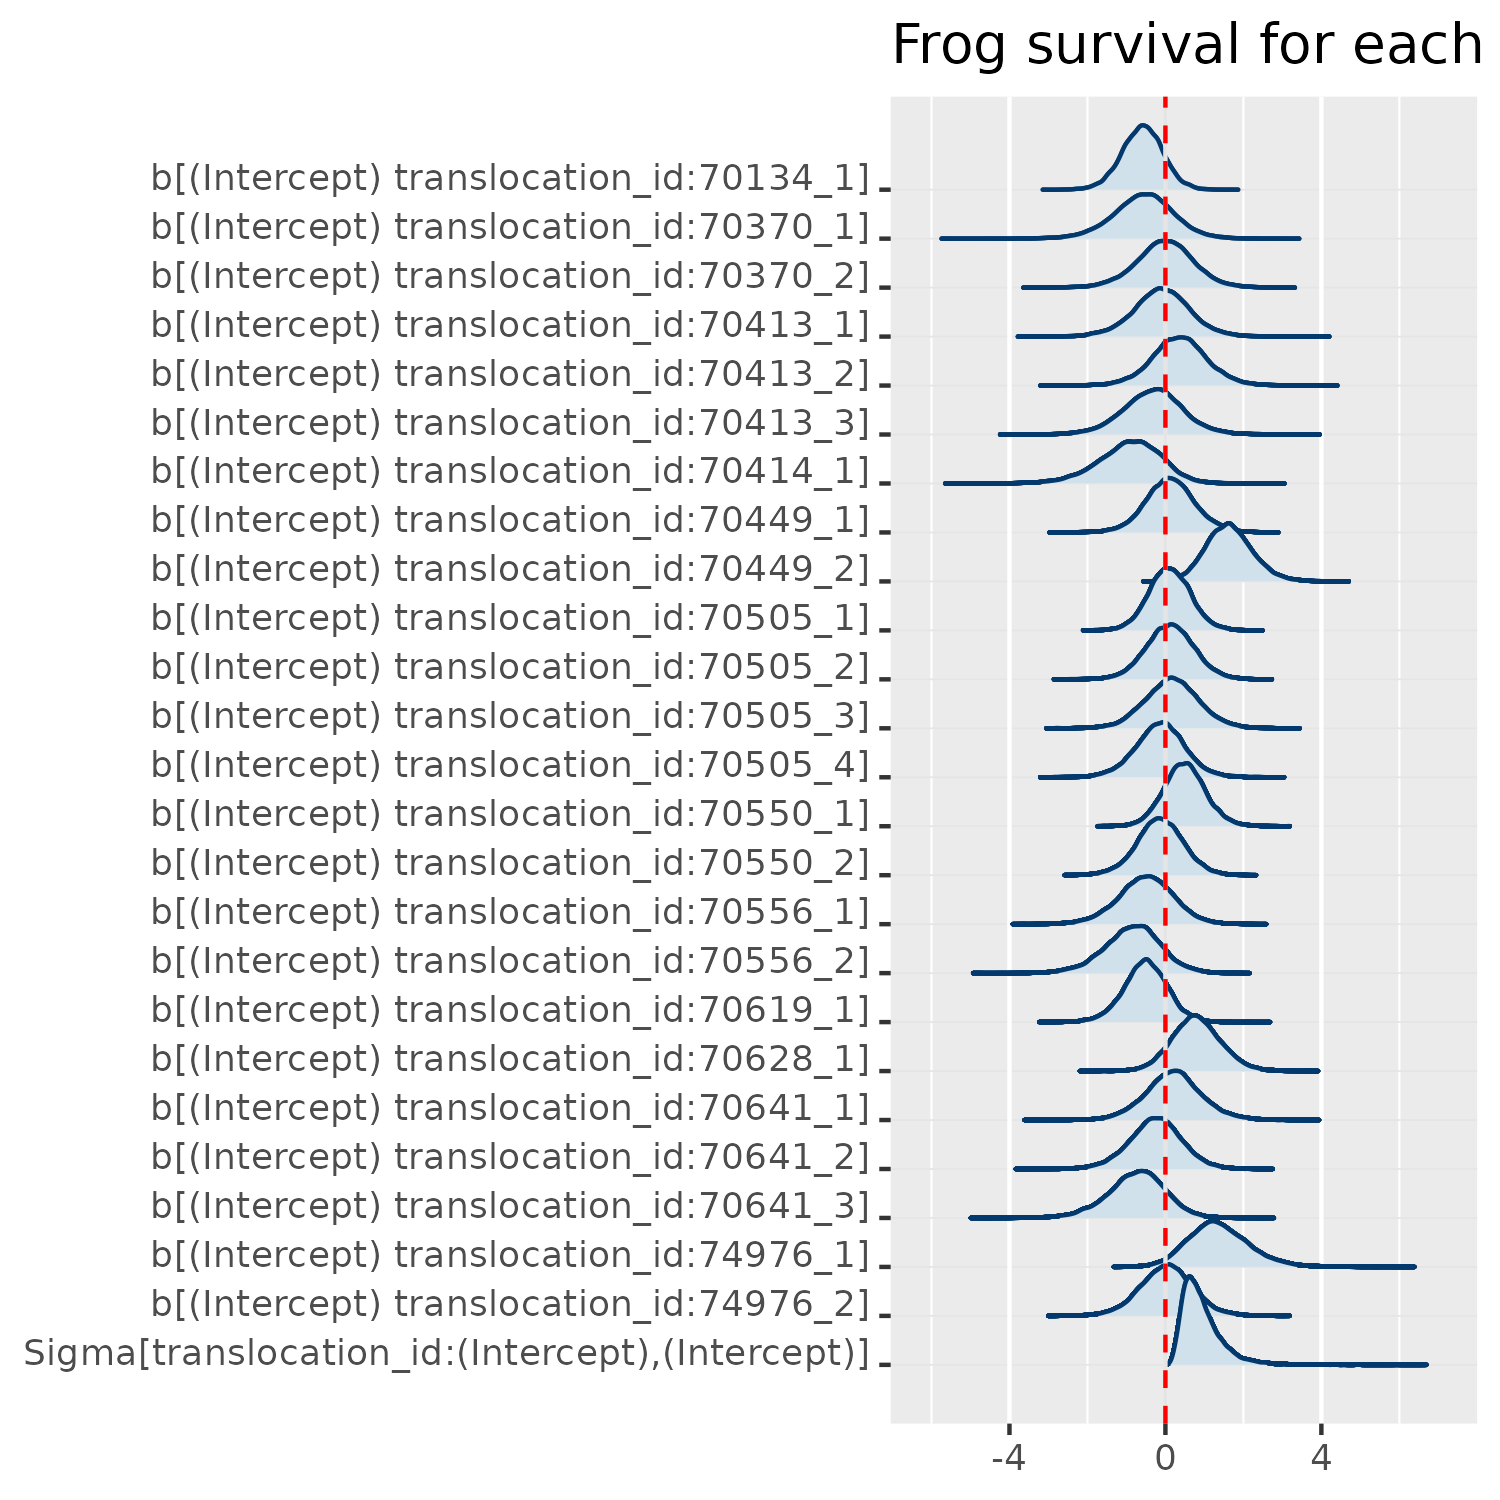 Frog survival for each
b[(Intercept) translocation_id:70134_1]
b[(Intercept) translocation_id:70370_1]
b[(Intercept) translocation_id:70370_2]
b[(Intercept) translocation_id:70413_1]
b[(Intercept) translocation_id:70413_2]
b[(Intercept) translocation_id:70413_3]
b[(Intercept) translocation_id:70414_1]
b[(Intercept) translocation_id:70449_1]
b[(Intercept) translocation_id:70449_2]
b[(Intercept) translocation_id:70505_1]
b[(Intercept) translocation_id:70505_2]
b[(Intercept) translocation_id:70505_3]
b[(Intercept) translocation_id:70505_4]
b[(Intercept) translocation_id:70550_1]
b[(Intercept) translocation_id:70550_2]
b[(Intercept) translocation_id:70556_1]
b[(Intercept) translocation_id:70556_2]
b[(Intercept) translocation_id:70619_1]
b[(Intercept) translocation_id:70628_1]
b[(Intercept) translocation_id:70641_1]
b[(Intercept) translocation_id:70641_2]
b[(Intercept) translocation_id:70641_3]
b[(Intercept) translocation_id:74976_1]
b[(Intercept) translocation_id:74976_2]
Sigma[translocation_id:(Intercept),(Intercept)]
-4 0 4